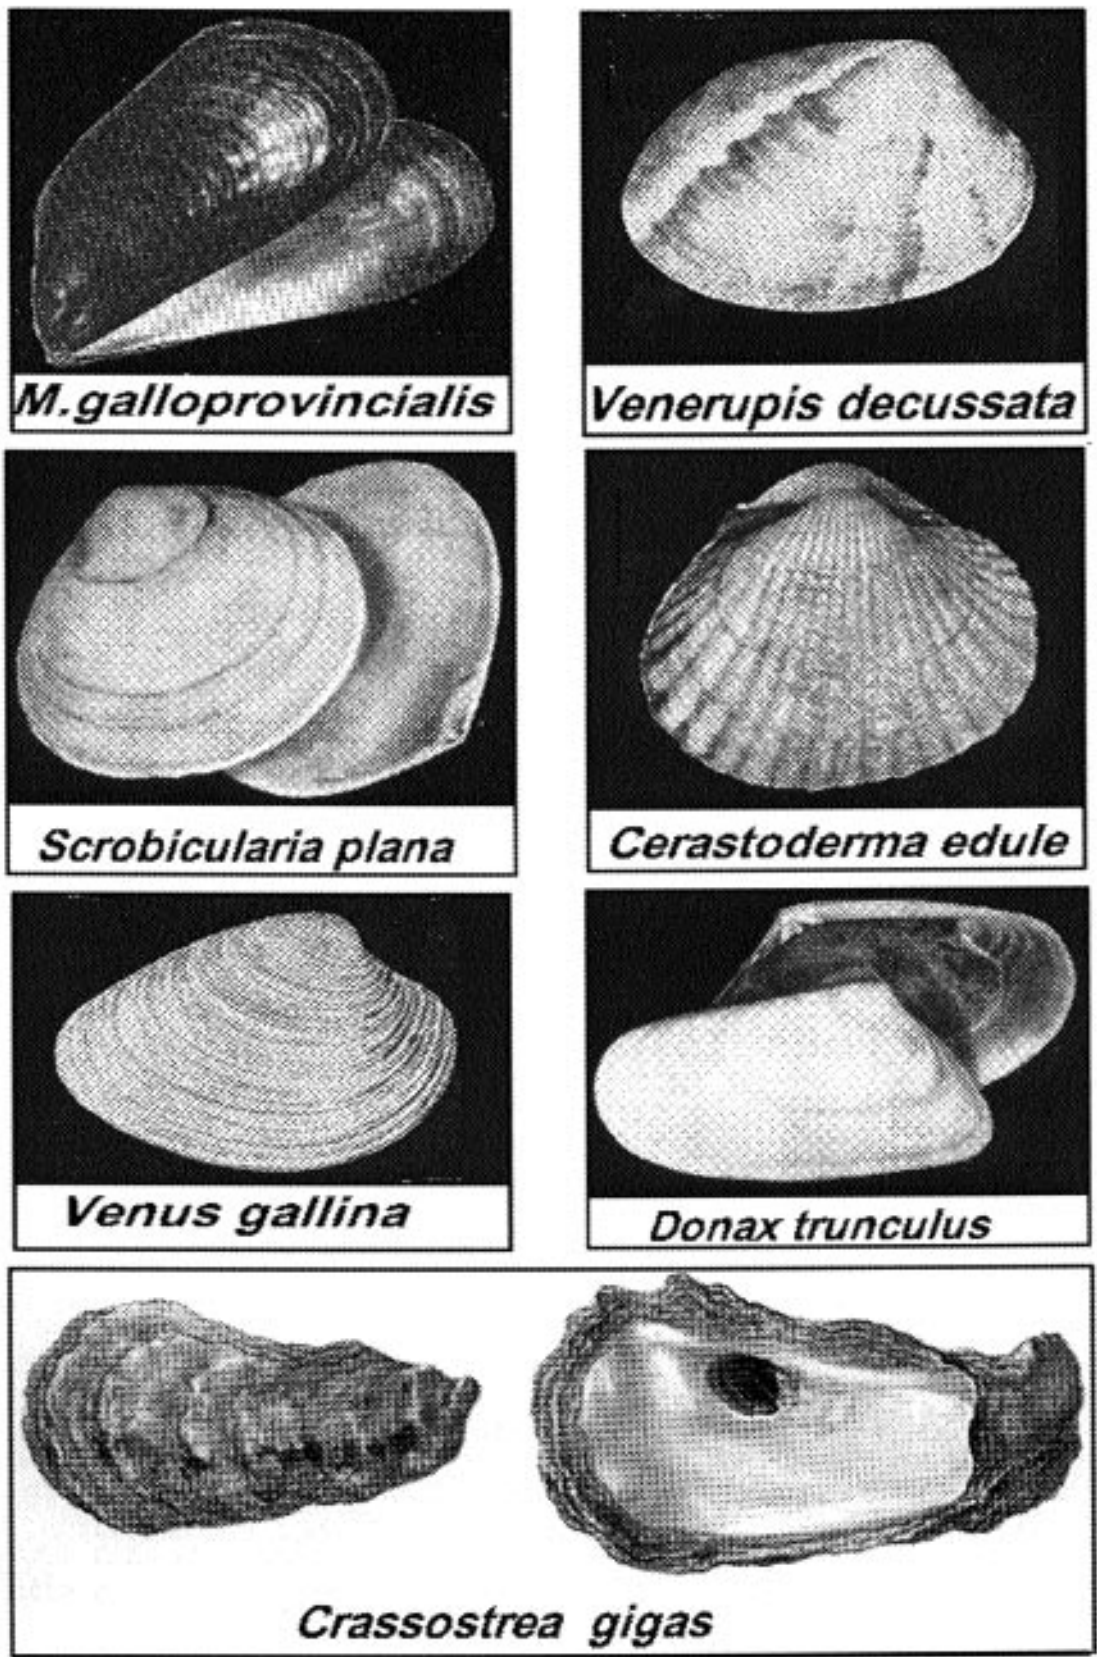 M.galloprovincialis
Venerupis decussata
Scrobicularia plana
Cerastoderma edule
Venus gallina
Donax trunculus
Crassostrea gigas